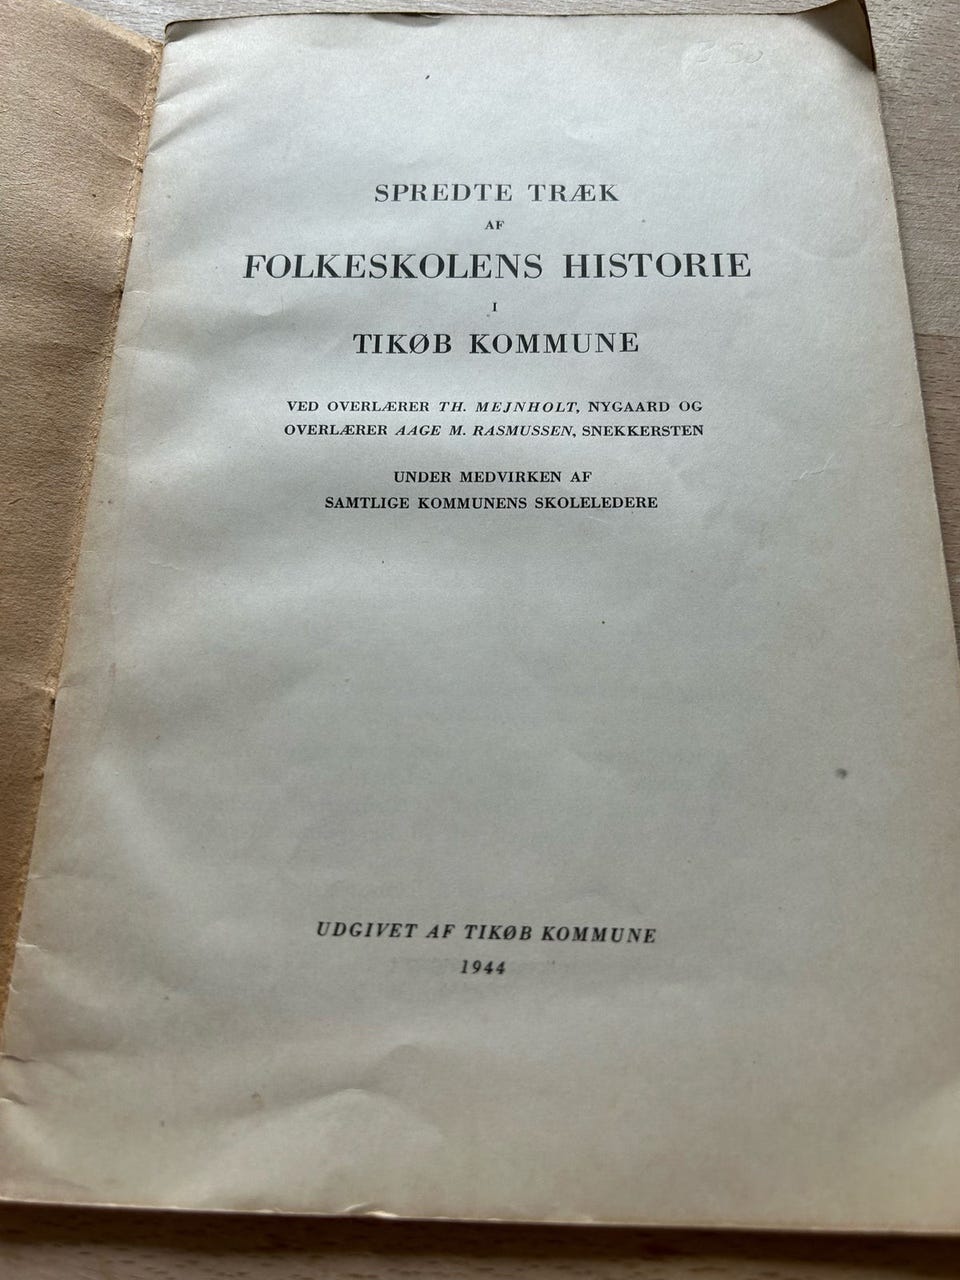 SPREDTE TRÆK
AF
FOLKESKOLENS HISTORIE
I
TIKØB KOMMUNE
VED OVERLÆRER TH. MEJNHOLT, NYGAARD OG
OVERLÆRER AAGE M. RASMUSSEN, SNEKKERSTEN
UNDER MEDVIRKEN AF
SAMTLIGE KOMMUNENS SKOLELEDERE
UDGIVET AF TIKØB KOMMUNE
1944